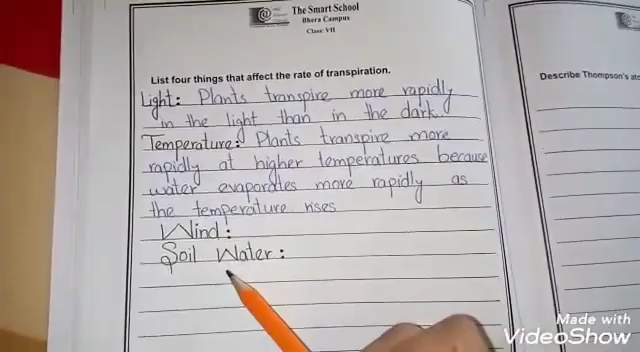 The Smart School
Bhera Campus
Class: VII
List four things that affect the rate of transpiration.
Light: Plants transpire more rapidly
in the light than in the dark.
Temperature: Plants transpire more
rapidly at higher temperatures because
water evaporates more rapidly as
the temperature rises
Wind:
Soil Water:
Describe Thompson's
Made with
VideoShow